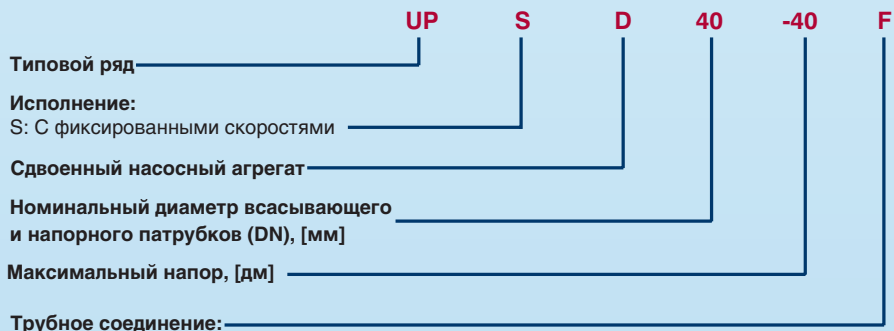 UP S D 40 -40 F
Типовой ряд
Исполнение:
S: С фиксированными скоростями
Сдвоенный насосный агрегат
Номинальный диаметр всасывающего
и напорного патрубков (DN), [мм]
Максимальный напор, [дм]
Трубное соединение: